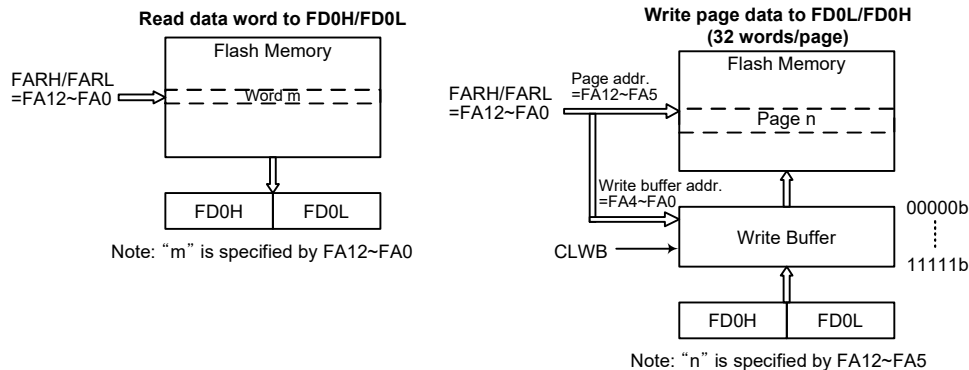 Read data word to FD0H/FD0L
Flash Memory
FARH/FARL
=FA12~FA0
Word m
FD0H
FD0L
Note: “m” is specified by FA12~FA0
Write page data to FD0L/FD0H
(32 words/page)
Flash Memory
Page addr.
=FA12~FA5
FARH/FARL
=FA12~FA0
Page n
Write buffer addr.
=FA4~FA0
00000b
Write Buffer
CLWB
11111b
FD0H
FD0L
Note: “n” is specified by FA12~FA5